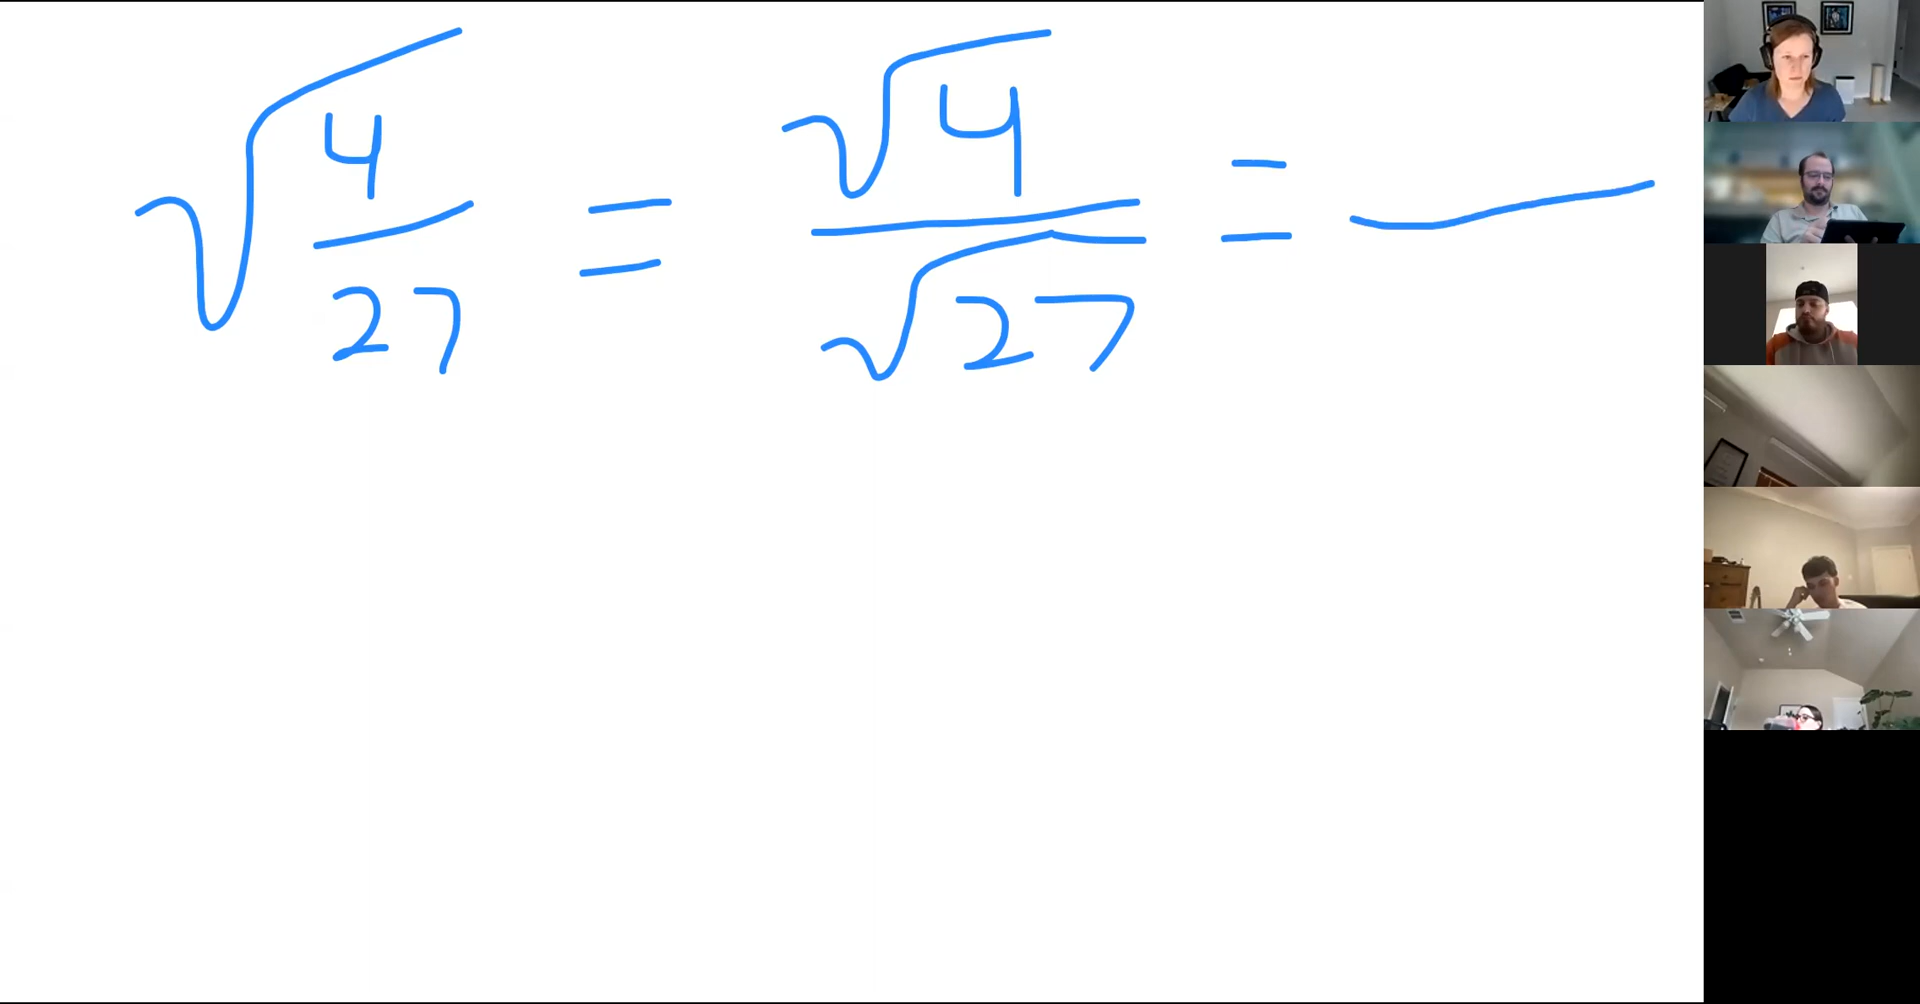 √4/27 = √4/√27 =